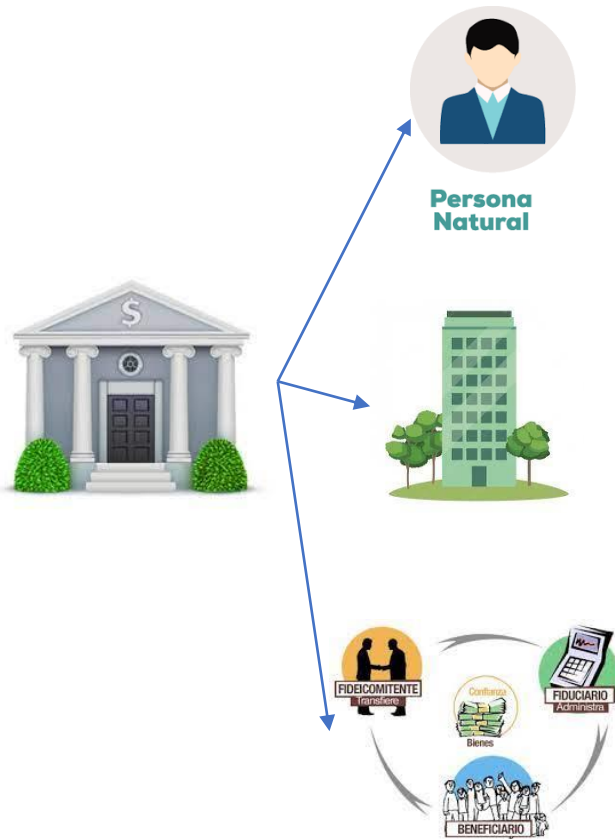 Persona
Natural
$
FIDEICOMITENTE
Transfiere
Confianza
Bienes
FIDUCIARIO
Administra
BENEFICIARIO